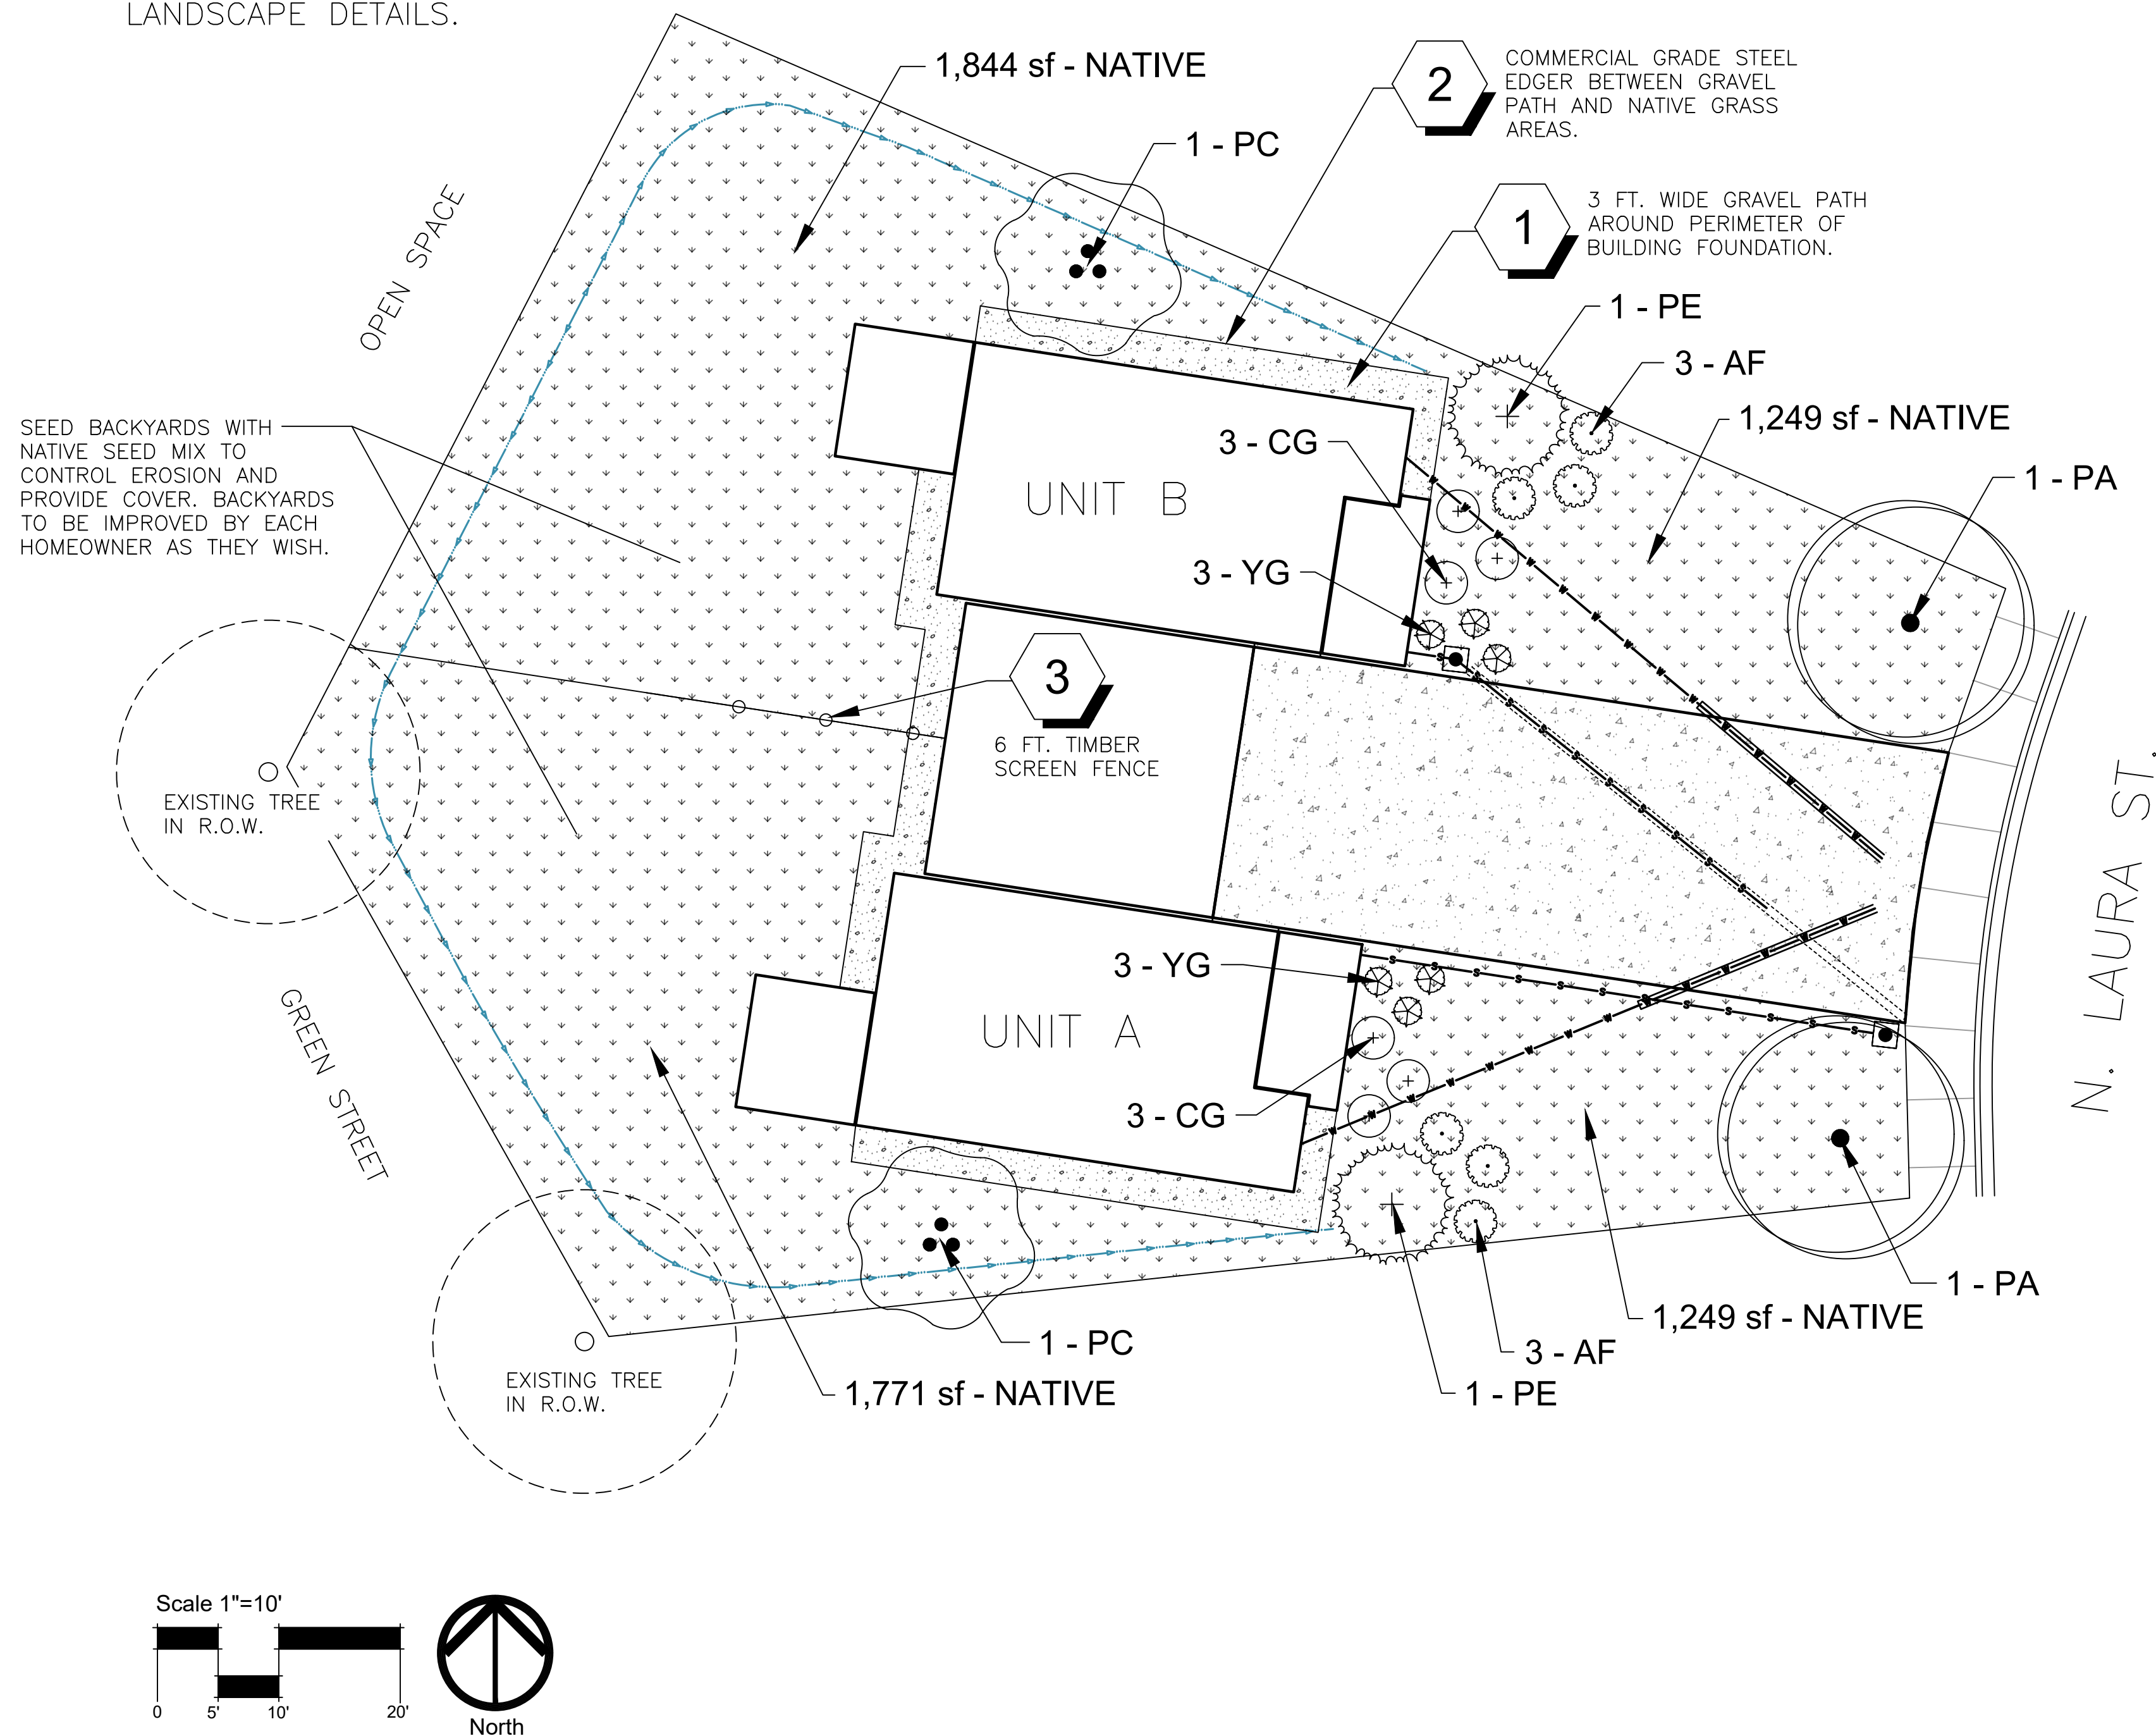 LANDSCAPE DETAILS.
1,844 sf - NATIVE
2
COMMERCIAL GRADE STEEL
EDGER BETWEEN GRAVEL
PATH AND NATIVE GRASS
AREAS.
1 - PC
1
3 FT. WIDE GRAVEL PATH
AROUND PERIMETER OF
BUILDING FOUNDATION.
OPEN SPACE
1 - PE
3 - AF
1,249 sf - NATIVE
SEED BACKYARDS WITH
NATIVE SEED MIX TO
CONTROL EROSION AND
PROVIDE COVER. BACKYARDS
TO BE IMPROVED BY EACH
HOMEOWNER AS THEY WISH.
3 - CG
1 - PA
UNIT B
3 - YG
3
6 FT. TIMBER
SCREEN FENCE
EXISTING TREE
IN R.O.W.
N. LAURA ST.
3 - YG
UNIT A
GREEN STREET
3 - CG
1 - PA
1,249 sf - NATIVE
1 - PC
3 - AF
EXISTING TREE
IN R.O.W.
1,771 sf - NATIVE
1 - PE
Scale 1"=10'
0 5' 10' 20'
North